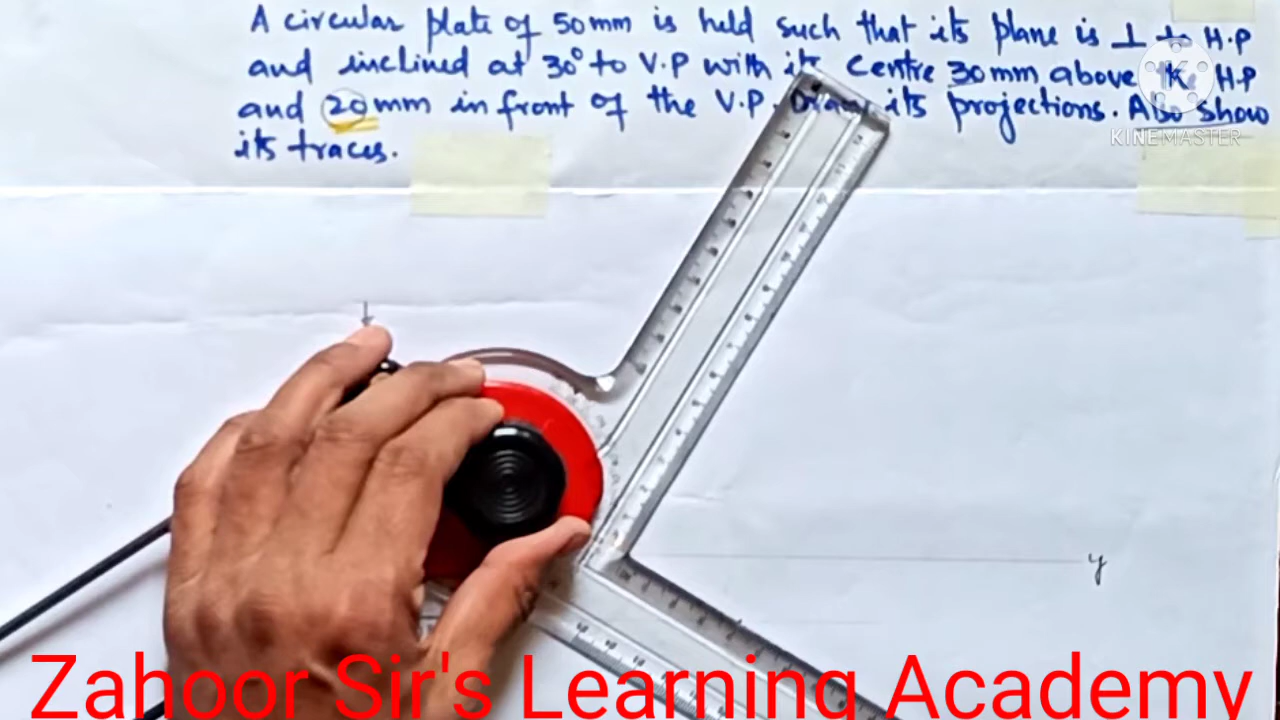 A circular plate of 50mm is held such that its plane is ⊥ to H.P
and inclined at 30° to V.P with its centre 30mm above the H.P
and 20mm in front of the V.P. Draw its projections. Also show
its traces.
K
KINEMASTER
y
Zahoor Sir's Learning Academy